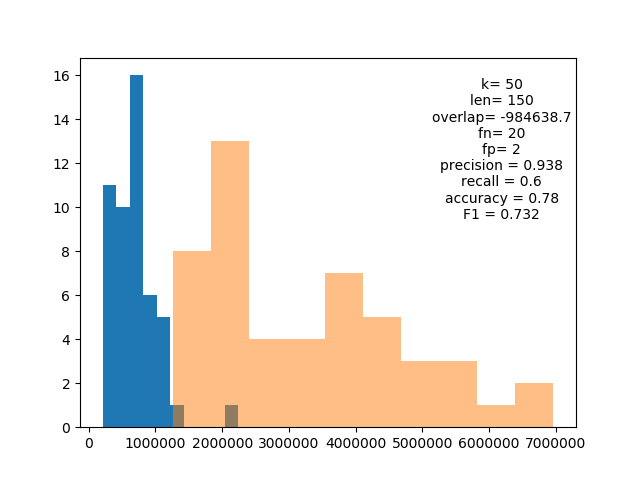 16
14
12
10
8
6
4
2
0
k= 50
len= 150
overlap= -984638.7
fn= 20
fp= 2
precision = 0.938
recall = 0.6
accuracy = 0.78
F1 = 0.732
0 1000000 2000000 3000000 4000000 5000000 6000000 7000000